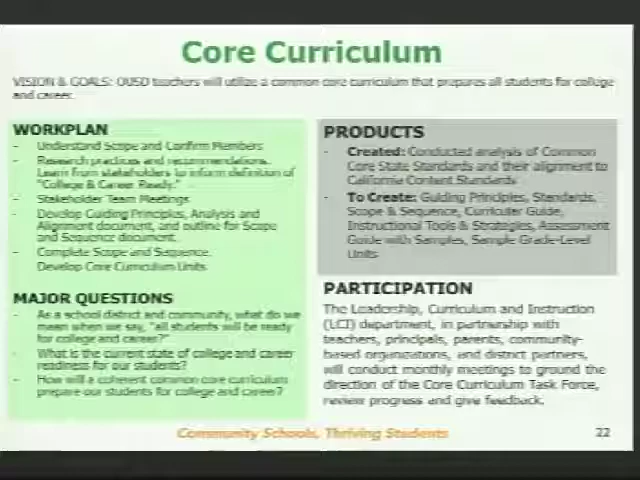 Core Curriculum
VISION & GOALS: OUSD teachers will utilize a common core curriculum that prepares all students for college
and career.
WORKPLAN
- Understand Scope and Confirm Members
- Research practices and recommendations.
Learn from stakeholders to inform definition of
"College & Career Ready."
- Stakeholder Team Meetings
- Develop Guiding Principles, Analysis and
Alignment document, and outline for Scope
and Sequence document.
- Complete Scope and Sequence.
Develop Core Curriculum Units
MAJOR QUESTIONS
- As a school district and community, what do we
mean when we say, "all students will be ready
for college and career?"
- What is the current state of college and career
readiness for our students?
- How will a coherent common core curriculum
prepare our students for college and career?
PRODUCTS
- Created: Conducted analysis of Common
Core State Standards and their alignment to
California Content Standards
- To Create: Guiding Principles, Standards,
Scope & Sequence, Curricular Guide,
Instructional Tools & Strategies, Assessment
Guide with Samples, Sample Grade-Level
Units
PARTICIPATION
The Leadership, Curriculum and Instruction
(LCI) department, in partnership with
teachers, principals, parents, community-
based organizations, and district partners,
will conduct monthly meetings to ground the
direction of the Core Curriculum Task Force,
review progress and give feedback.
Community Schools, Thriving Students
22